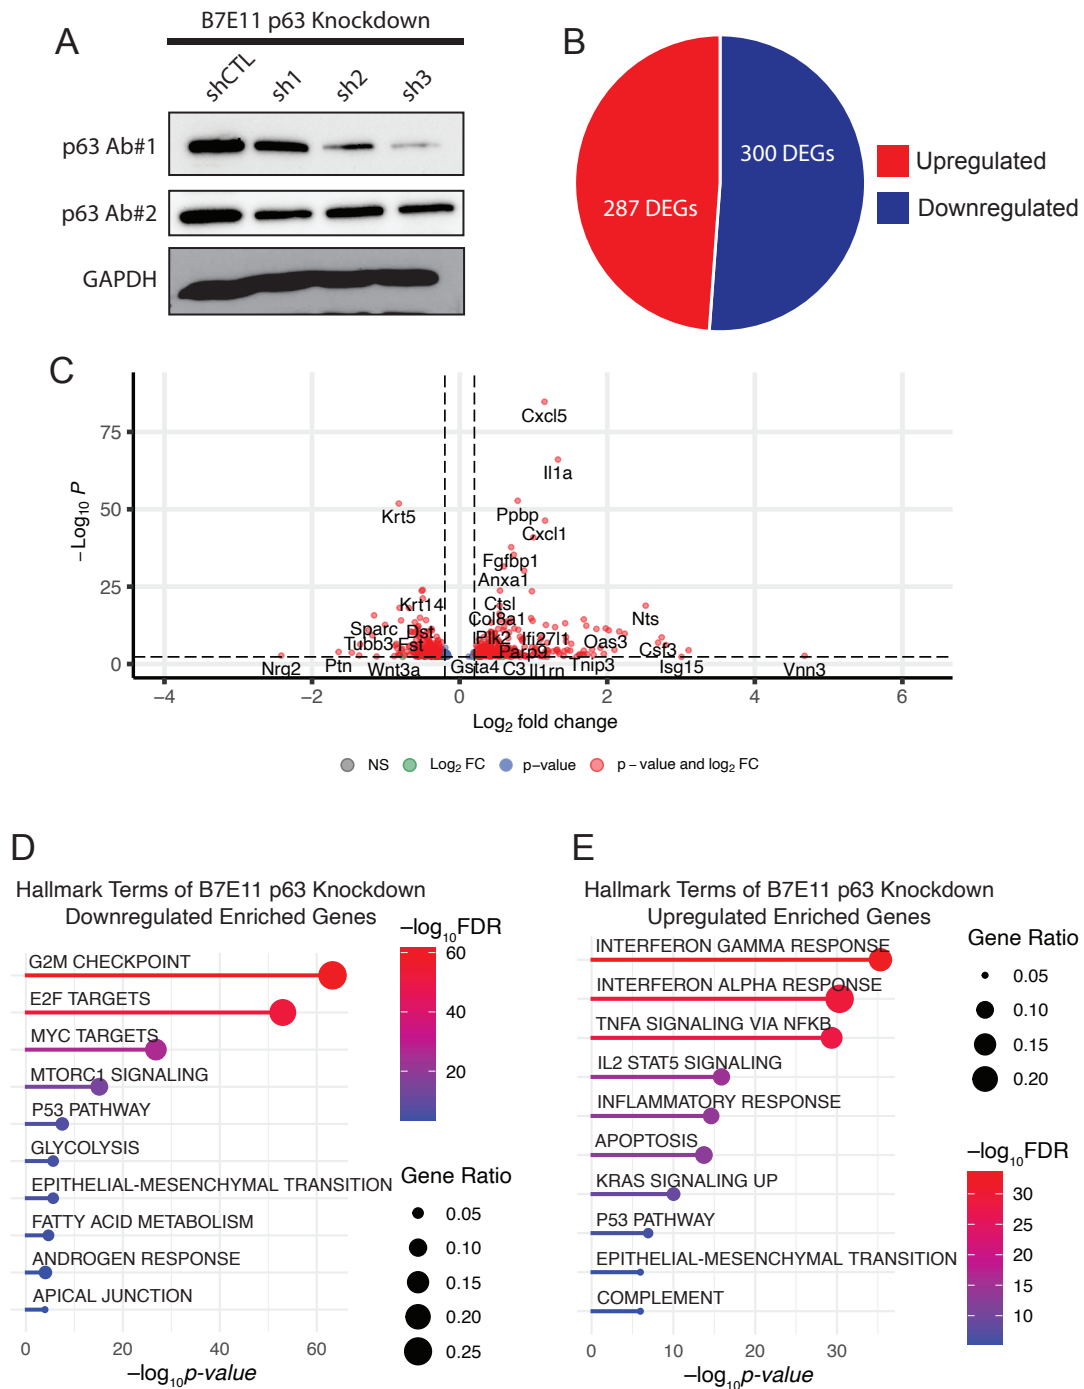 A
B7E11 p63 Knockdown
shCTL sh1 sh2 sh3
p63 Ab#1
p63 Ab#2
GAPDH
B
300 DEGs
287 DEGs
Upregulated
Downregulated
C
−Log10 P
75
50
25
0
Cxcl5
Il1a
Krt5
Ppbp
Cxcl1
Fgfbp1
Anxa1
Krt14
Ctsl
Col8a1
Nts
Sparc
Dst
Plk2
Ifi27l1
Oas3
Tubb3
Fst
Parp9
Cst3
Nrg2
Ptn
Wnt3a
Gsta4
C3
Il1rn
Tnip3
Isg15
Vnn3
−4 −2 0 2 4 6
Log2 fold change
NS Log2 FC p−value p − value and log2 FC
D
Hallmark Terms of B7E11 p63 Knockdown
Downregulated Enriched Genes
G2M CHECKPOINT
E2F TARGETS
MYC TARGETS
MTORC1 SIGNALING
P53 PATHWAY
GLYCOLYSIS
EPITHELIAL-MESENCHYMAL TRANSITION
FATTY ACID METABOLISM
ANDROGEN RESPONSE
APICAL JUNCTION
0 20 40 60
−log10p-value
−log10FDR
60
40
20
Gene Ratio
0.05
0.10
0.15
0.20
0.25
E
Hallmark Terms of B7E11 p63 Knockdown
Upregulated Enriched Genes
INTERFERON GAMMA RESPONSE
INTERFERON ALPHA RESPONSE
TNFA SIGNALING VIA NFKB
IL2 STAT5 SIGNALING
INFLAMMATORY RESPONSE
APOPTOSIS
KRAS SIGNALING UP
P53 PATHWAY
EPITHELIAL-MESENCHYMAL TRANSITION
COMPLEMENT
0 10 20 30
−log10p-value
Gene Ratio
0.05
0.10
0.15
0.20
−log10FDR
30
25
20
15
10